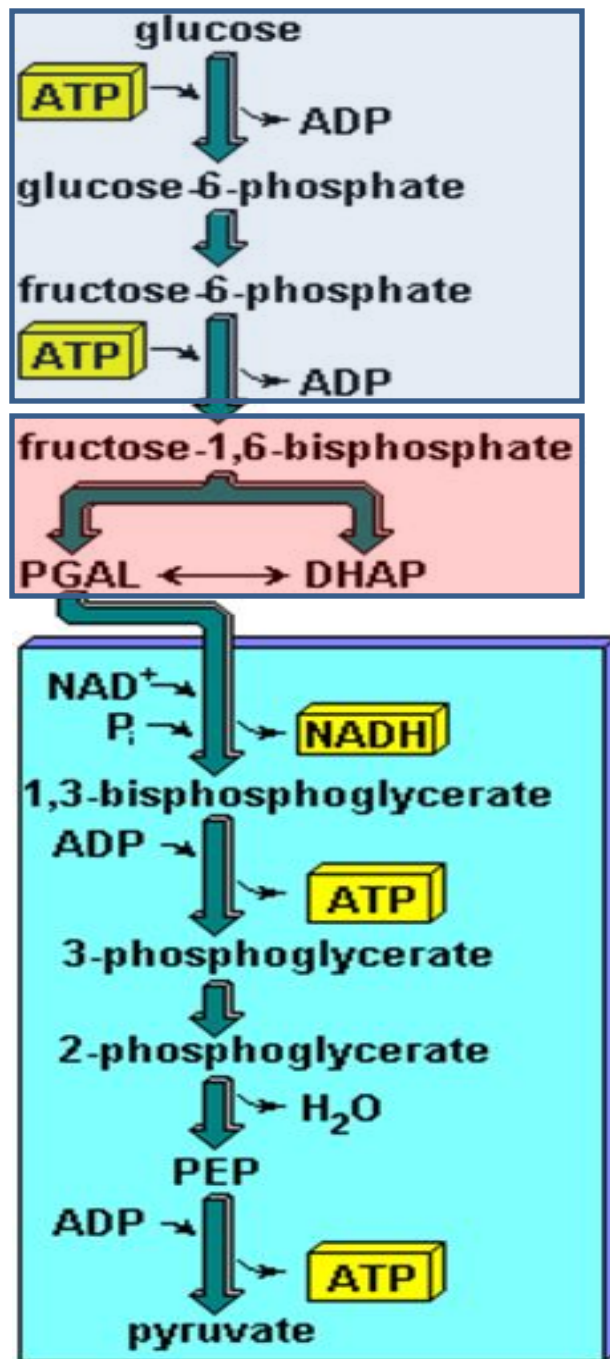 glucose
ATP
ADP
glucose-6-phosphate
fructose-6-phosphate
ATP
ADP
fructose-1,6-bisphosphate
PGAL
DHAP
NAD+
Pi
NADH
1,3-bisphosphoglycerate
ADP
ATP
3-phosphoglycerate
2-phosphoglycerate
H2O
PEP
ADP
ATP
pyruvate